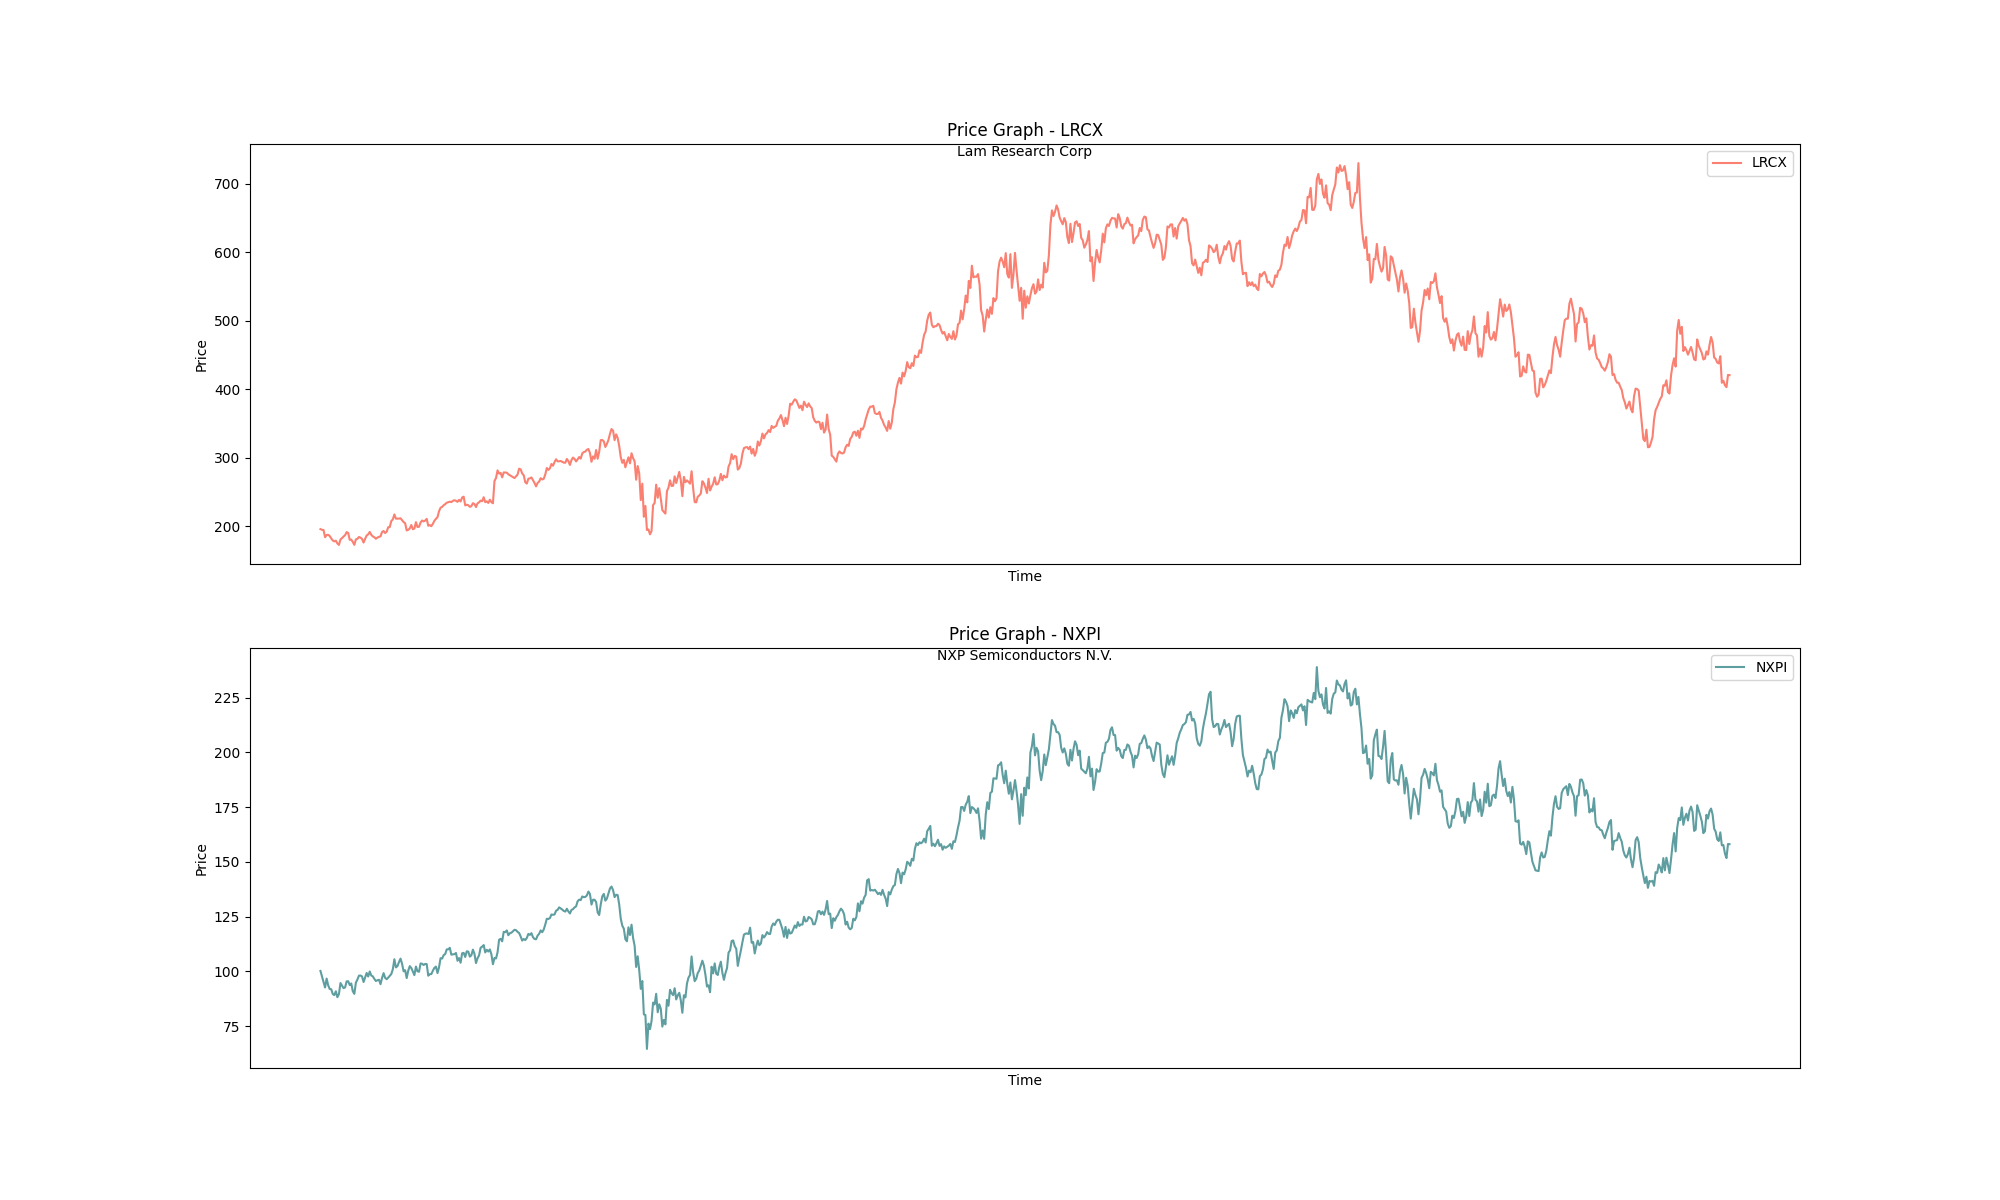 Price Graph - LRCX
Lam Research Corp
LRCX
700
600
500
400
300
200
Price
Time
Price Graph - NXPI
NXP Semiconductors N.V.
NXPI
225
200
175
150
125
100
75
Price
Time